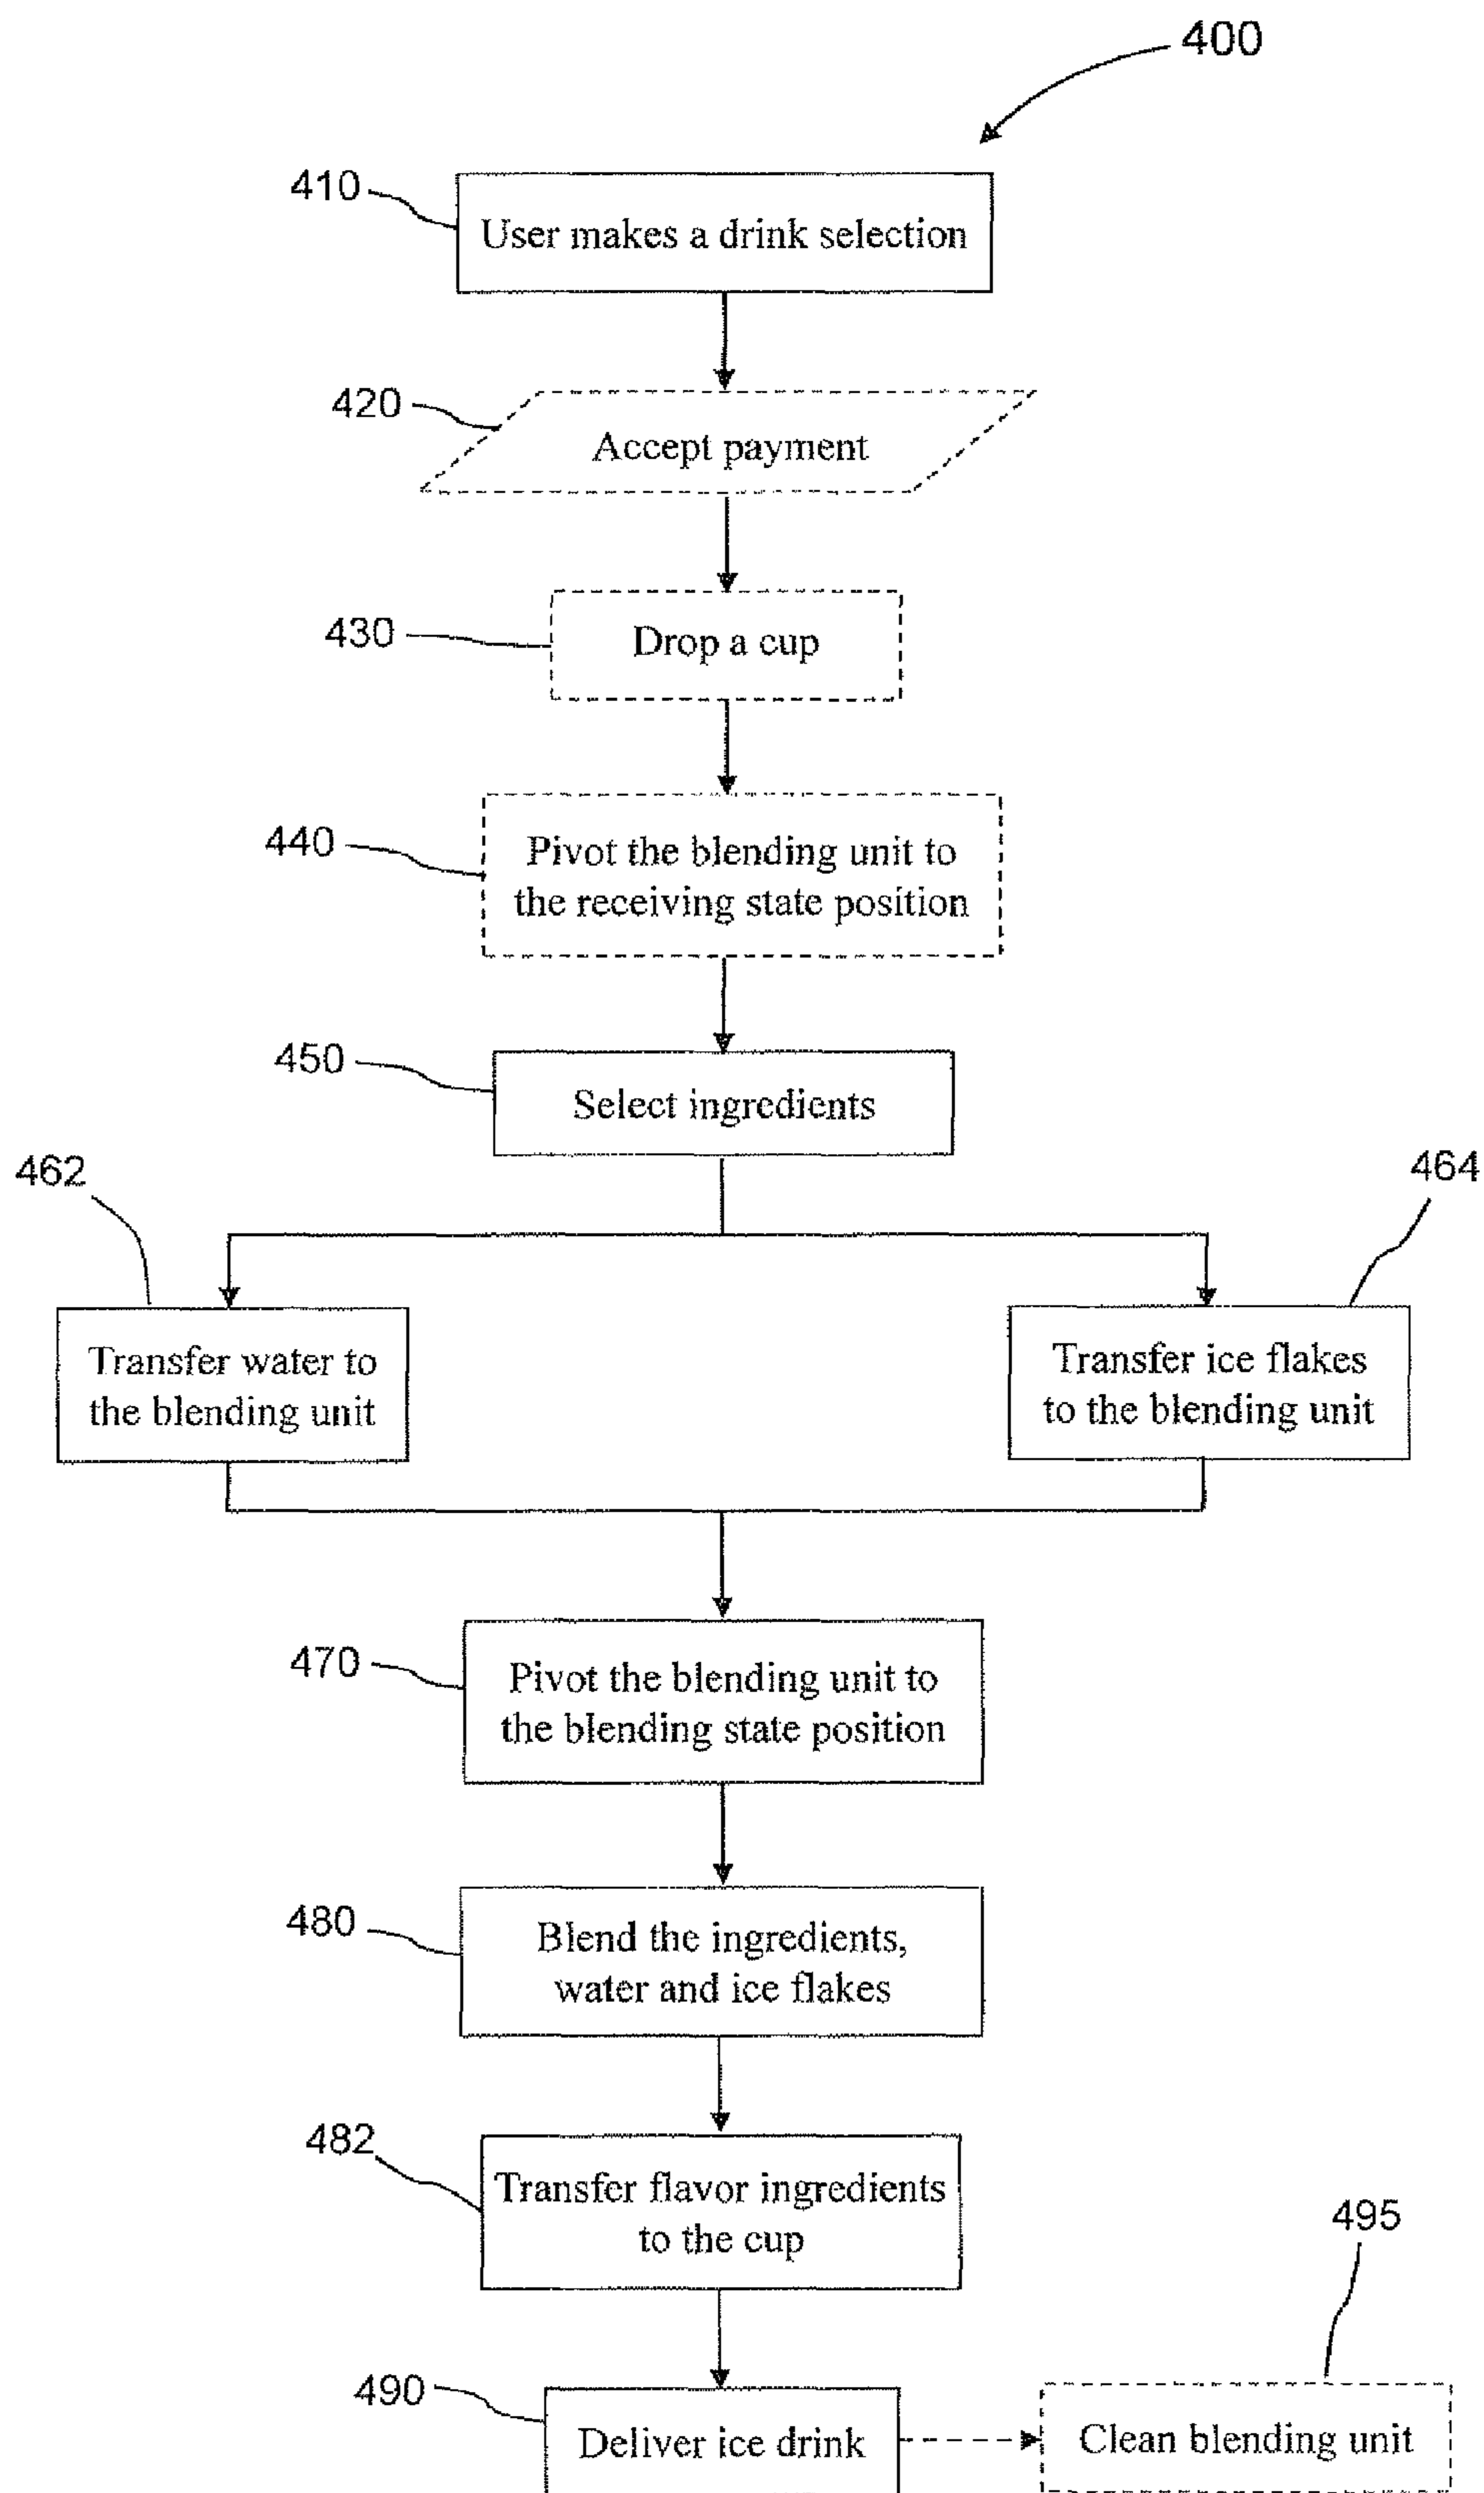 400
410
User makes a drink selection
420
Accept payment
430
Drop a cup
440
Pivot the blending unit to
the receiving state position
450
Select ingredients
462
464
Transfer water to
the blending unit
Transfer ice flakes
to the blending unit
470
Pivot the blending unit to
the blending state position
480
Blend the ingredients,
water and ice flakes
482
Transfer flavor ingredients
to the cup
495
490
Deliver ice drink
Clean blending unit